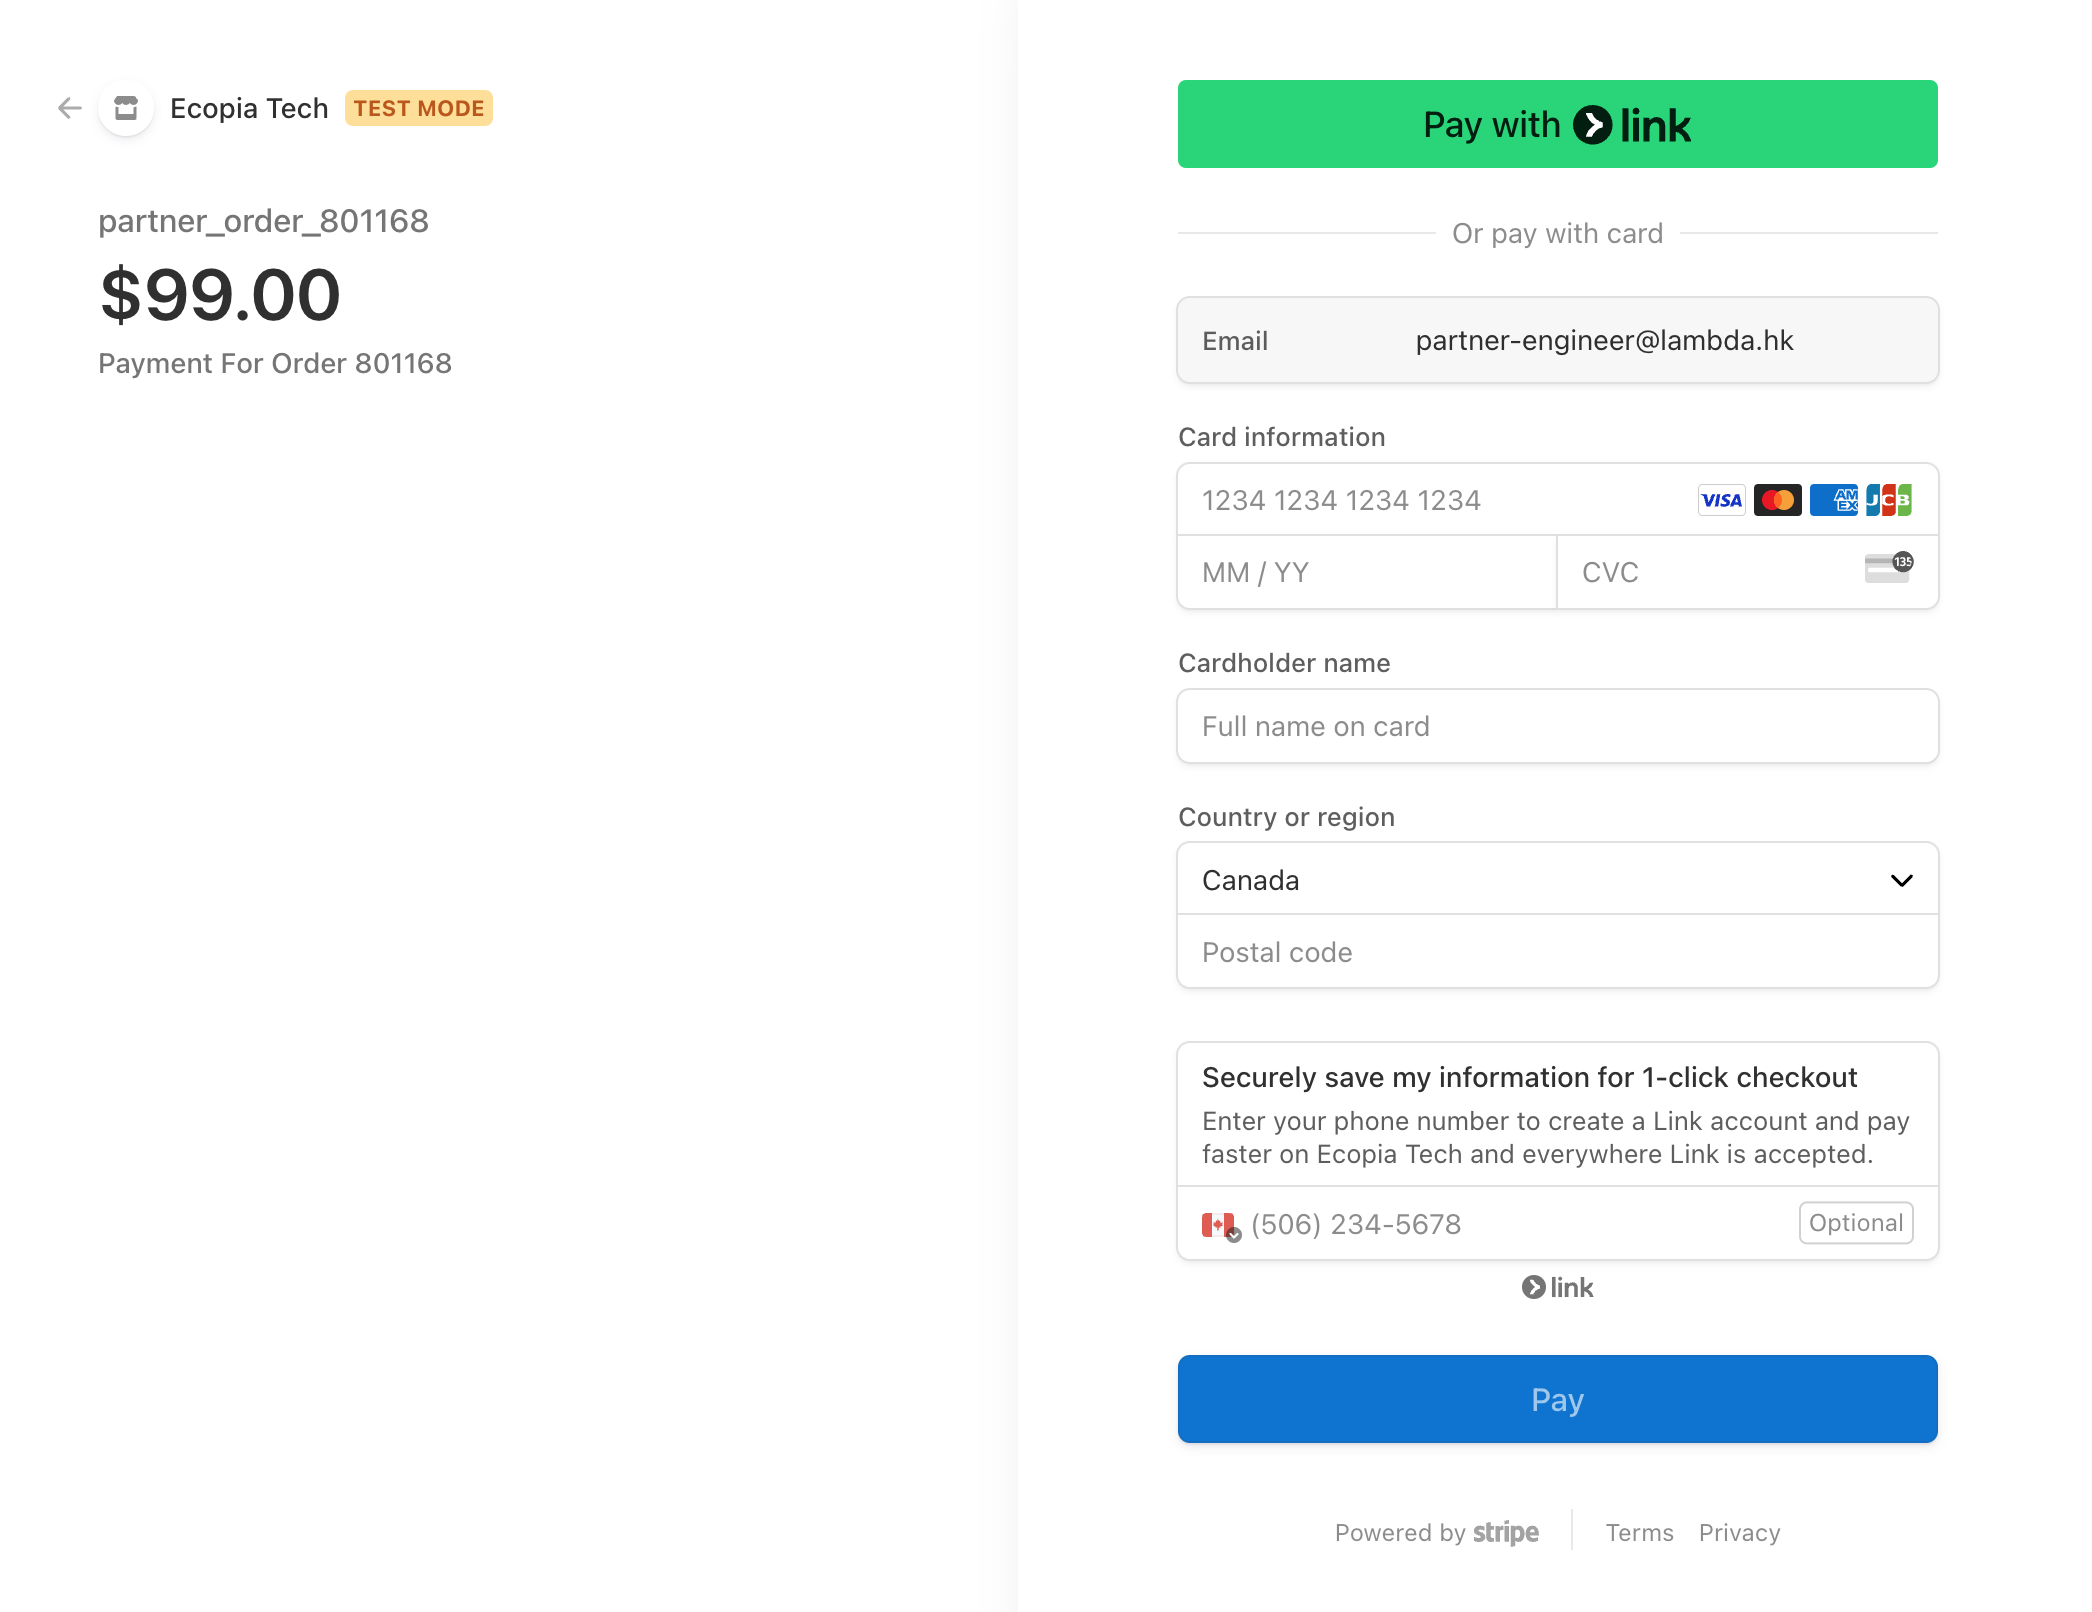 Ecopia Tech TEST MODE
partner_order_801168
$99.00
Payment For Order 801168
Pay with link
Or pay with card
Email partner-engineer@lambda.hk
Card information
1234 1234 1234 1234 VISA AMEX JCB
MM / YY CVC 135
Cardholder name
Full name on card
Country or region
Canada
Postal code
Securely save my information for 1-click checkout
Enter your phone number to create a Link account and pay
faster on Ecopia Tech and everywhere Link is accepted.
(506) 234-5678 Optional
link
Pay
Powered by stripe Terms Privacy